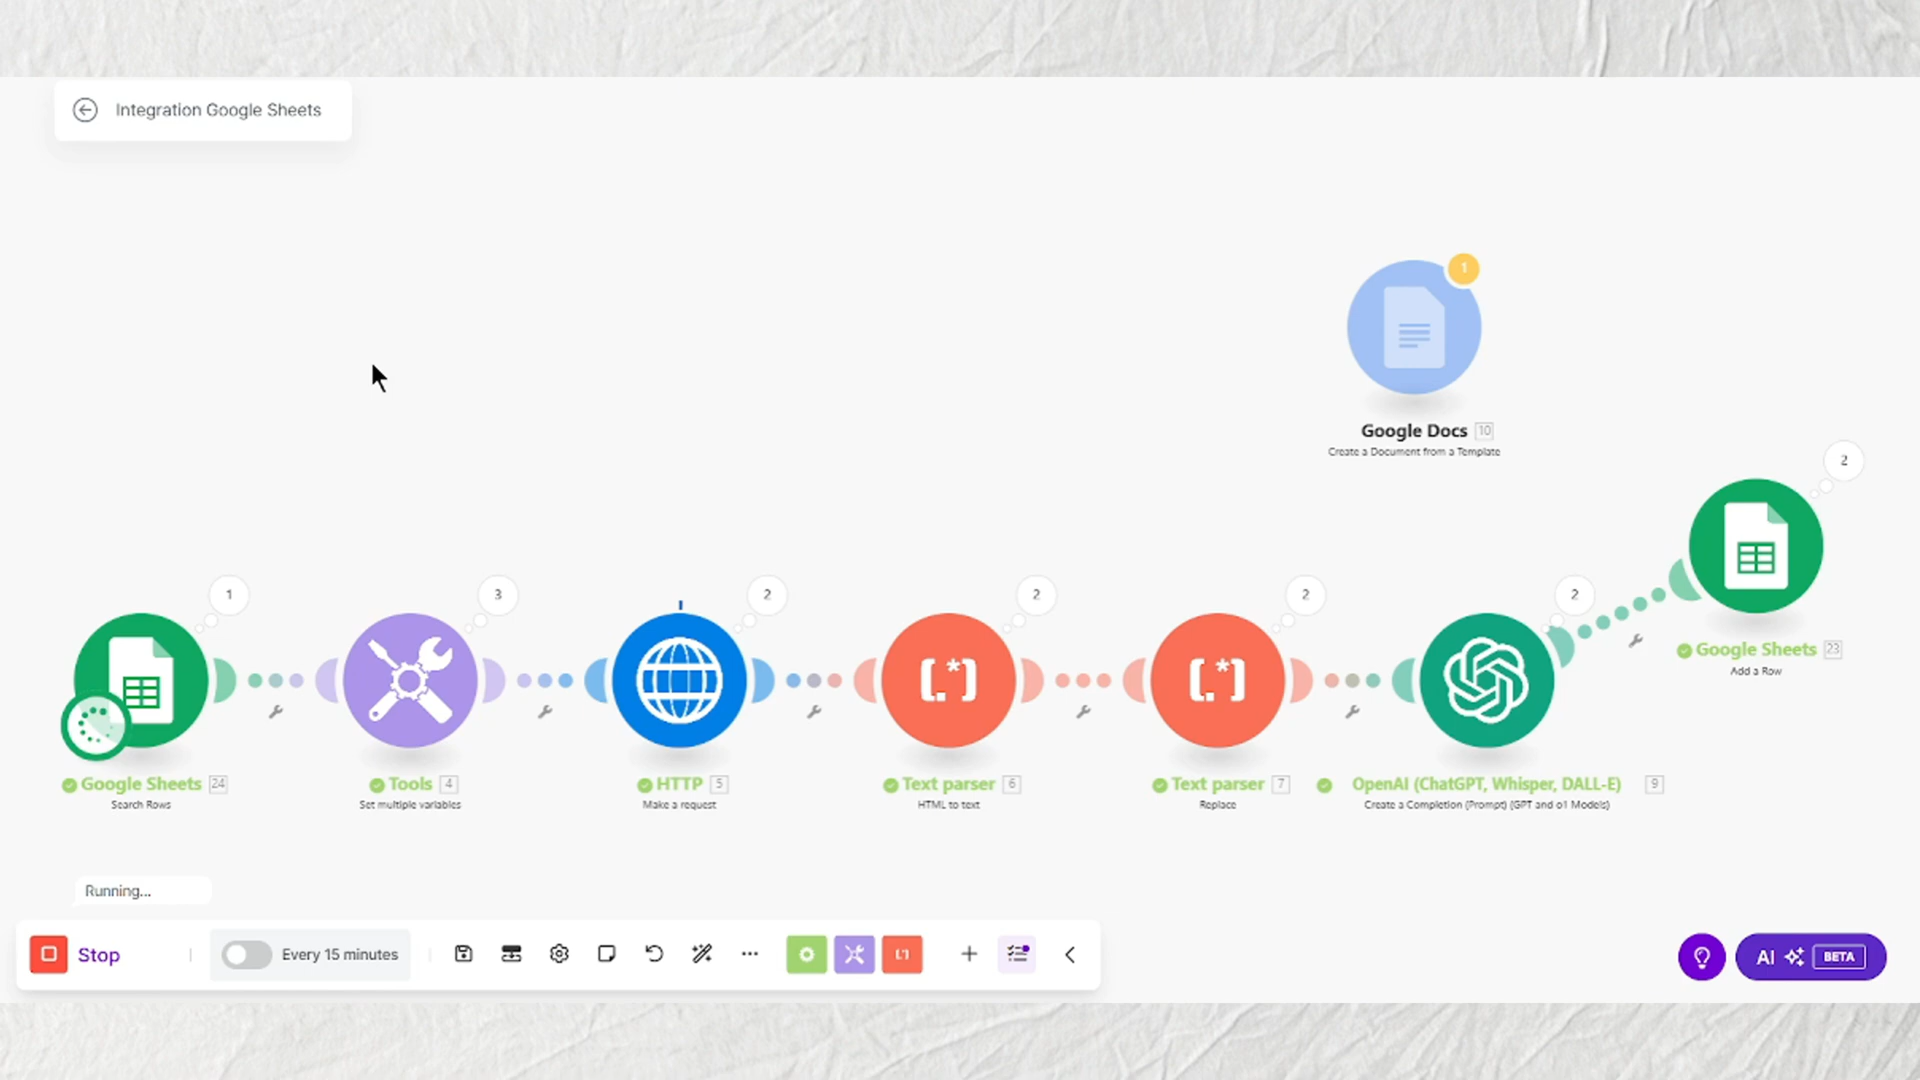 Integration Google Sheets
1
Google Docs 10
Create a Document from a Template
2
Google Sheets 23
Add a Row
1
3
2
2
2
2
[.*]
[.*]
Google Sheets 24
Search Rows
Tools 4
Set multiple variables
HTTP 5
Make a request
Text parser 6
HTML to text
Text parser 7
Replace
OpenAI (ChatGPT, Whisper, DALL-E) 9
Create a Completion (Prompt) (GPT and o1 Models)
Running...
Stop
Every 15 minutes
AI BETA